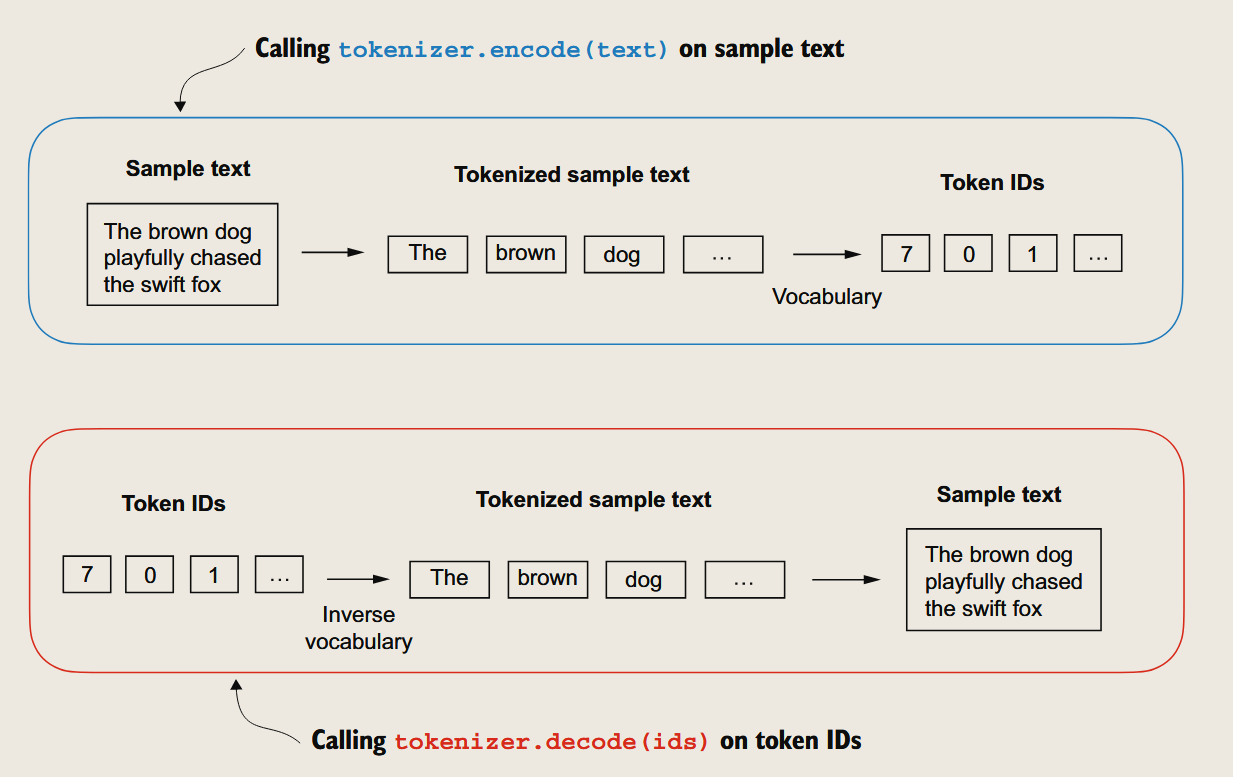 Calling tokenizer.encode(text) on sample text
Sample text
Tokenized sample text
Token IDs
The brown dog
playfully chased
the swift fox
The brown dog ...
Vocabulary
7 0 1 ...
Token IDs
Tokenized sample text
Sample text
7 0 1 ...
Inverse
vocabulary
The brown dog ...
The brown dog
playfully chased
the swift fox
Calling tokenizer.decode(ids) on token IDs